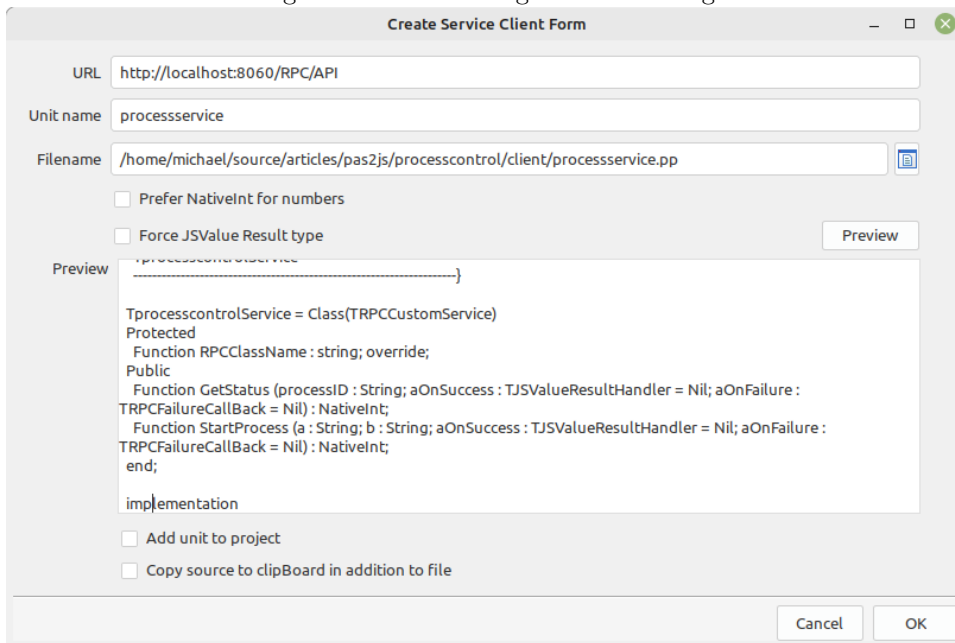 Create Service Client Form
URL http://localhost:8060/RPC/API
Unit name processservice
Filename /home/michael/source/articles/pas2js/processcontrol/client/processservice.pp
Prefer NativeInt for numbers
Force JSValue Result type
Preview
Preview
TprocesscontrolService
--------------------------------------------------------------------}
TprocesscontrolService = Class(TRPCCustomService)
Protected
Function RPCClassName : string; override;
Public
Function GetStatus (processID : String; aOnSuccess : TJSValueResultHandler = Nil; aOnFailure :
TRPCFailureCallBack = Nil) : NativeInt;
Function StartProcess (a : String; b : String; aOnSuccess : TJSValueResultHandler = Nil; aOnFailure :
TRPCFailureCallBack = Nil) : NativeInt;
end;
implementation
Add unit to project
Copy source to clipBoard in addition to file
Cancel
OK